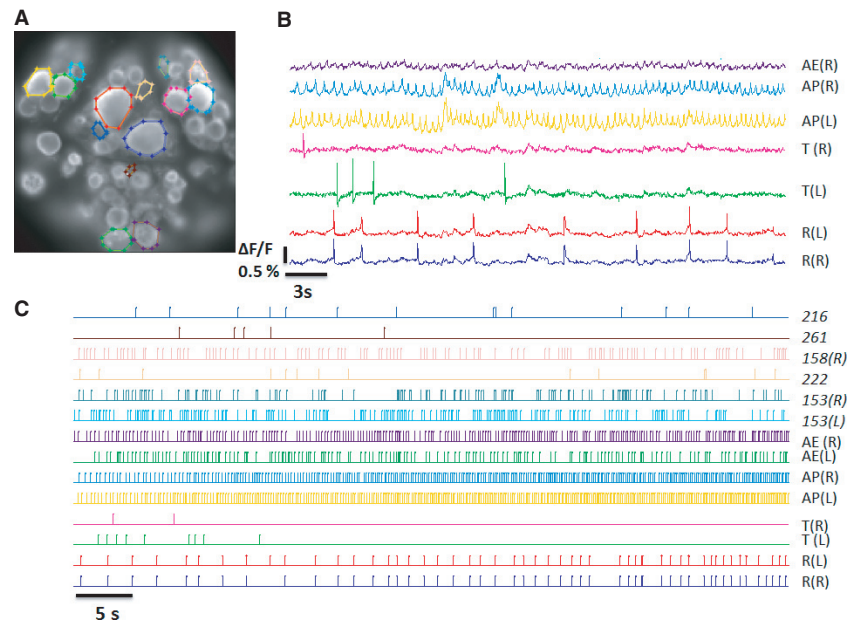 A
B
AE(R)
AP(R)
AP(L)
T (R)
T(L)
R(L)
R(R)
ΔF/F
0.5 %
3s
C
216
261
158(R)
222
153(R)
153(L)
AE (R)
AE(L)
AP(R)
AP(L)
T(R)
T (L)
R(L)
R(R)
5 s